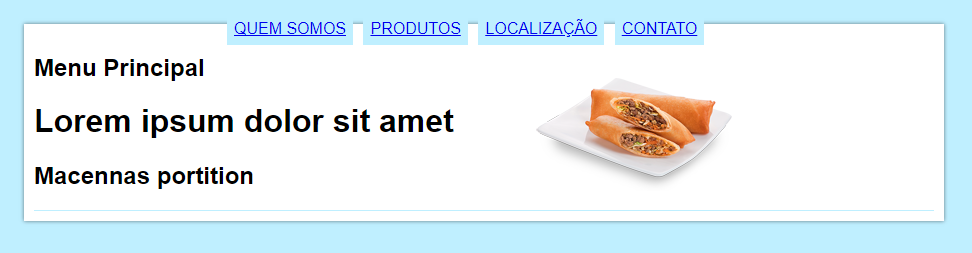 QUEM SOMOS PRODUTOS LOCALIZAÇÃO CONTATO
Menu Principal
Lorem ipsum dolor sit amet
Macennas portition